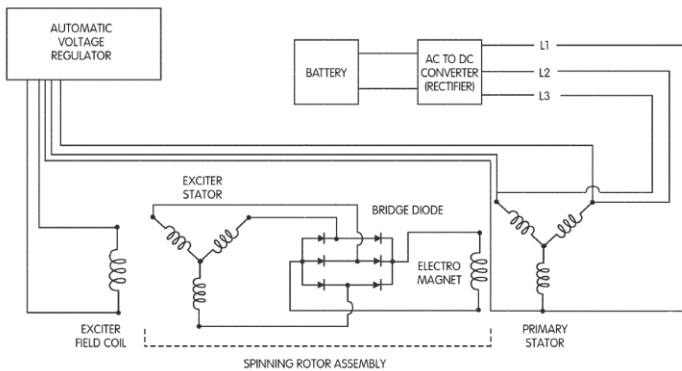 AUTOMATIC
VOLTAGE
REGULATOR
BATTERY
AC TO DC
CONVERTER
(RECTIFIER)
L1
L2
L3
EXCITER
STATOR
BRIDGE DIODE
ELECTRO
MAGNET
EXCITER
FIELD COIL
PRIMARY
STATOR
SPINNING ROTOR ASSEMBLY